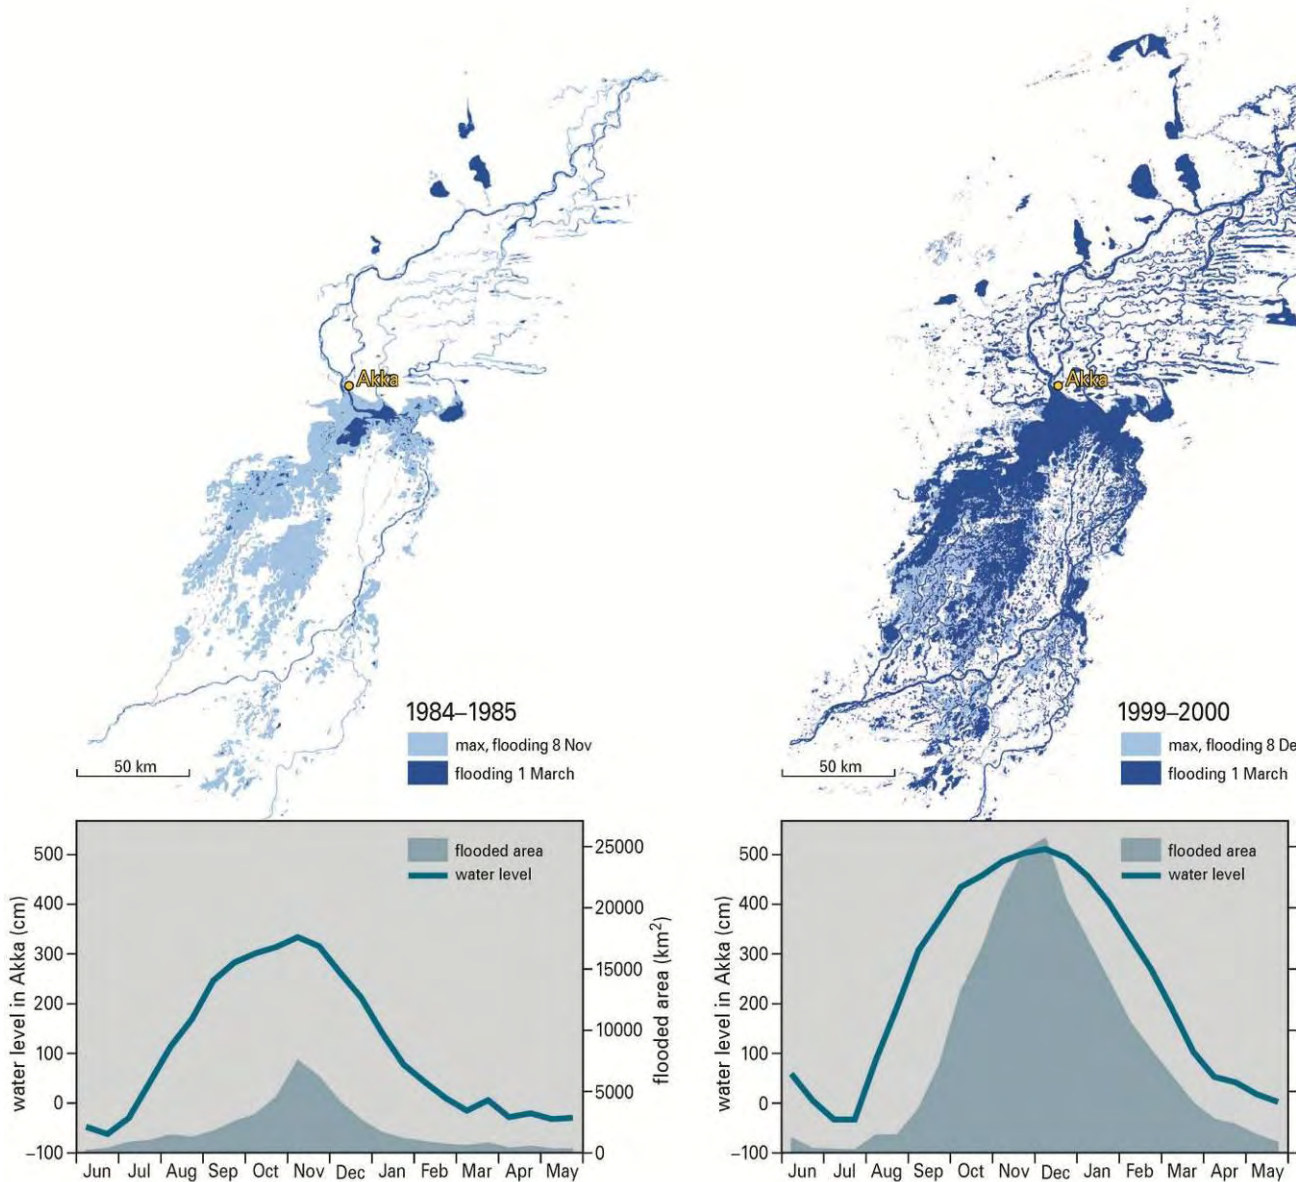 Akka
1984–1985
max, flooding 8 Nov
flooding 1 March
50 km
Akka
1999–2000
max, flooding 8 De
flooding 1 March
50 km
flooded area
water level
water level in Akka (cm)
500
400
300
200
100
0
–100
25000
20000
15000
10000
5000
0
flooded area (km²)
Jun Jul Aug Sep Oct Nov Dec Jan Feb Mar Apr May
flooded area
water level
water level in Akka (cm)
500
400
300
200
100
0
–100
Jun Jul Aug Sep Oct Nov Dec Jan Feb Mar Apr May